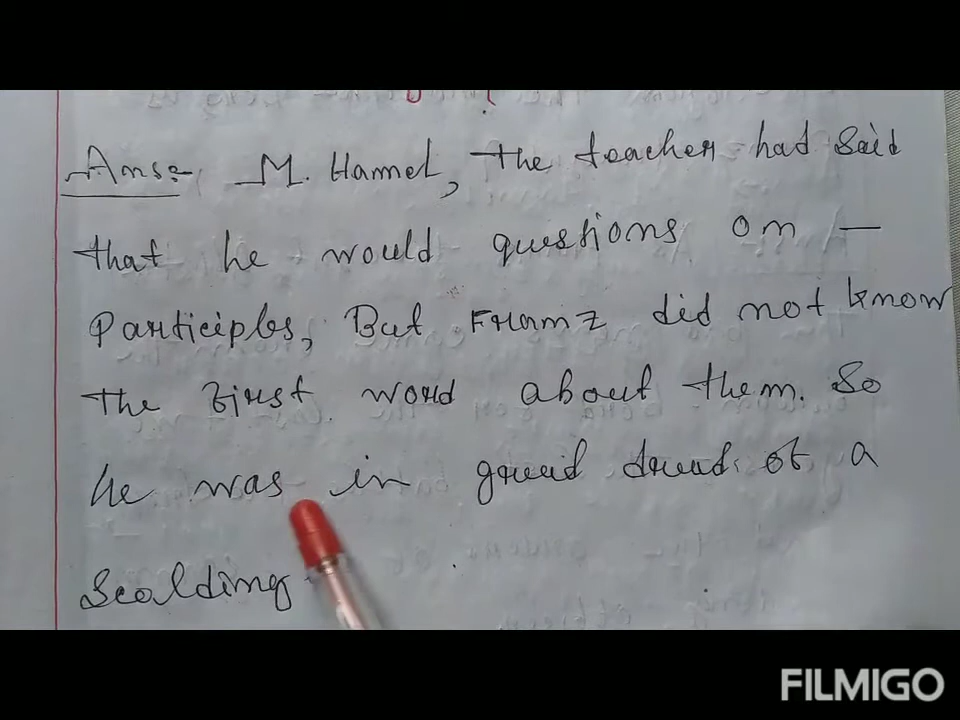 Ans:- M. Hamel, the teacher had said
that he would questions on —
Participles, But Franz did not know
the first word about them. So
he was in greed dread of a
Scolding
FILMIGO